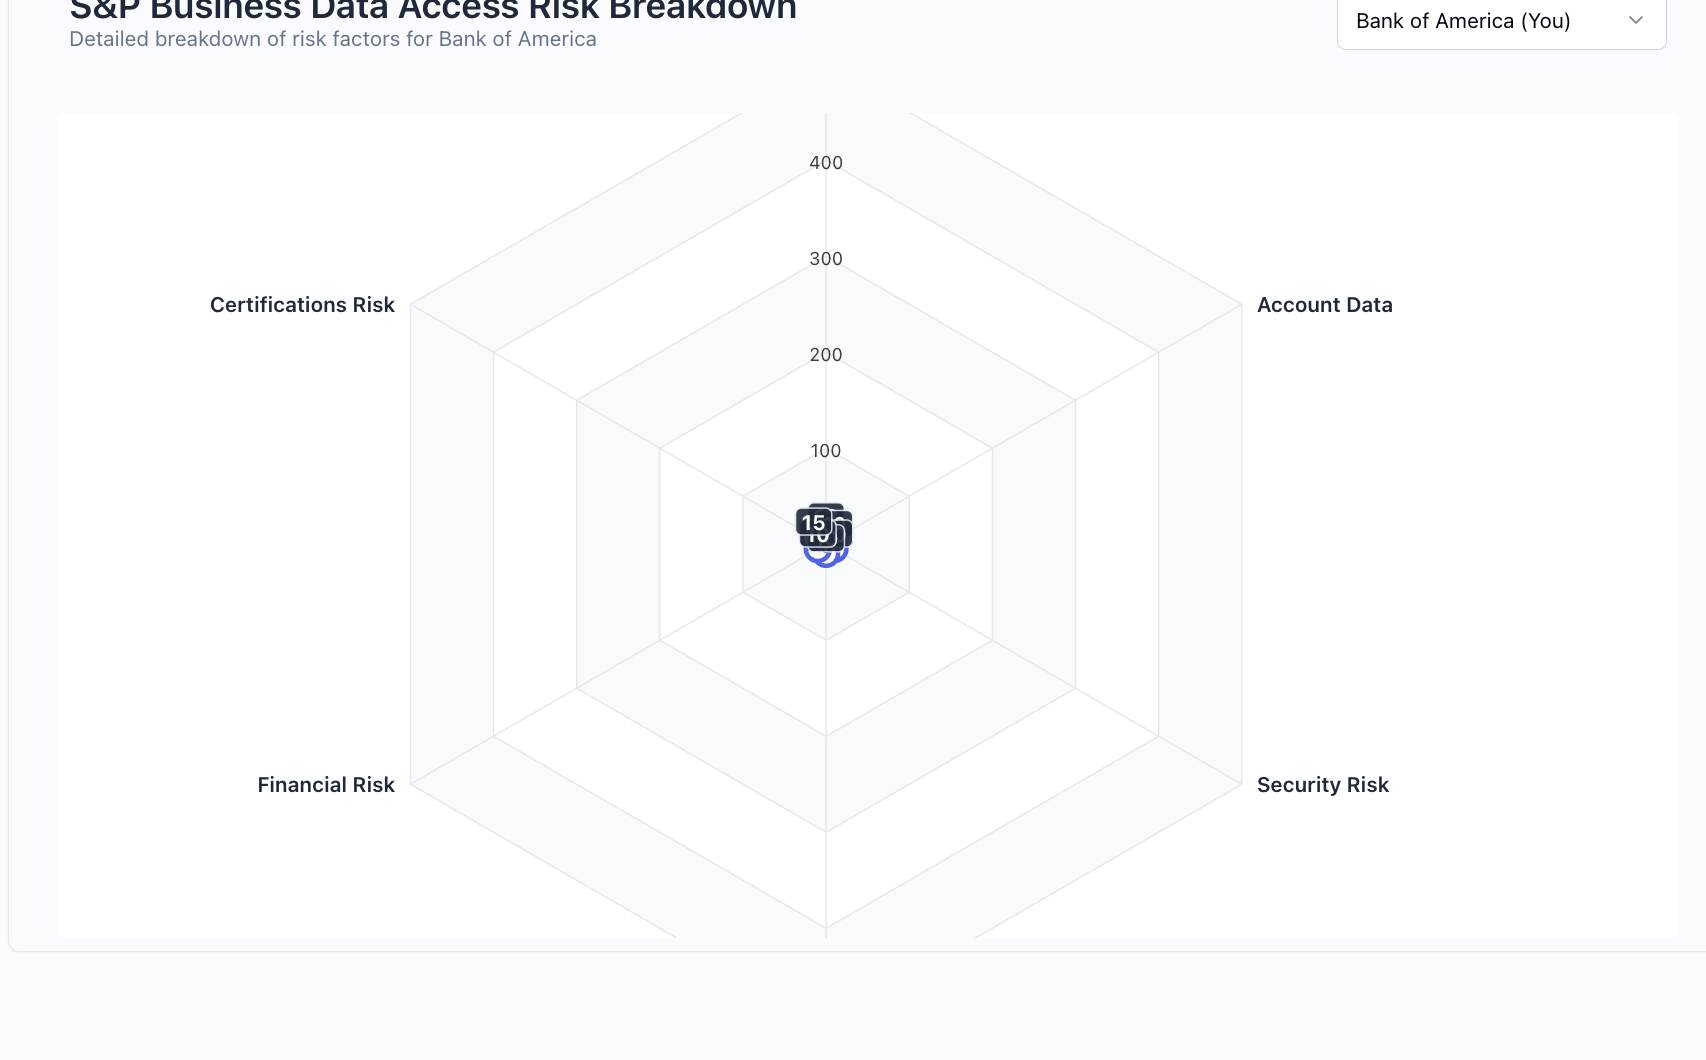 S&P Business Data Access Risk Breakdown
Detailed breakdown of risk factors for Bank of America
Bank of America (You)
400
300
200
100
Certifications Risk
Account Data
15
10
Financial Risk
Security Risk